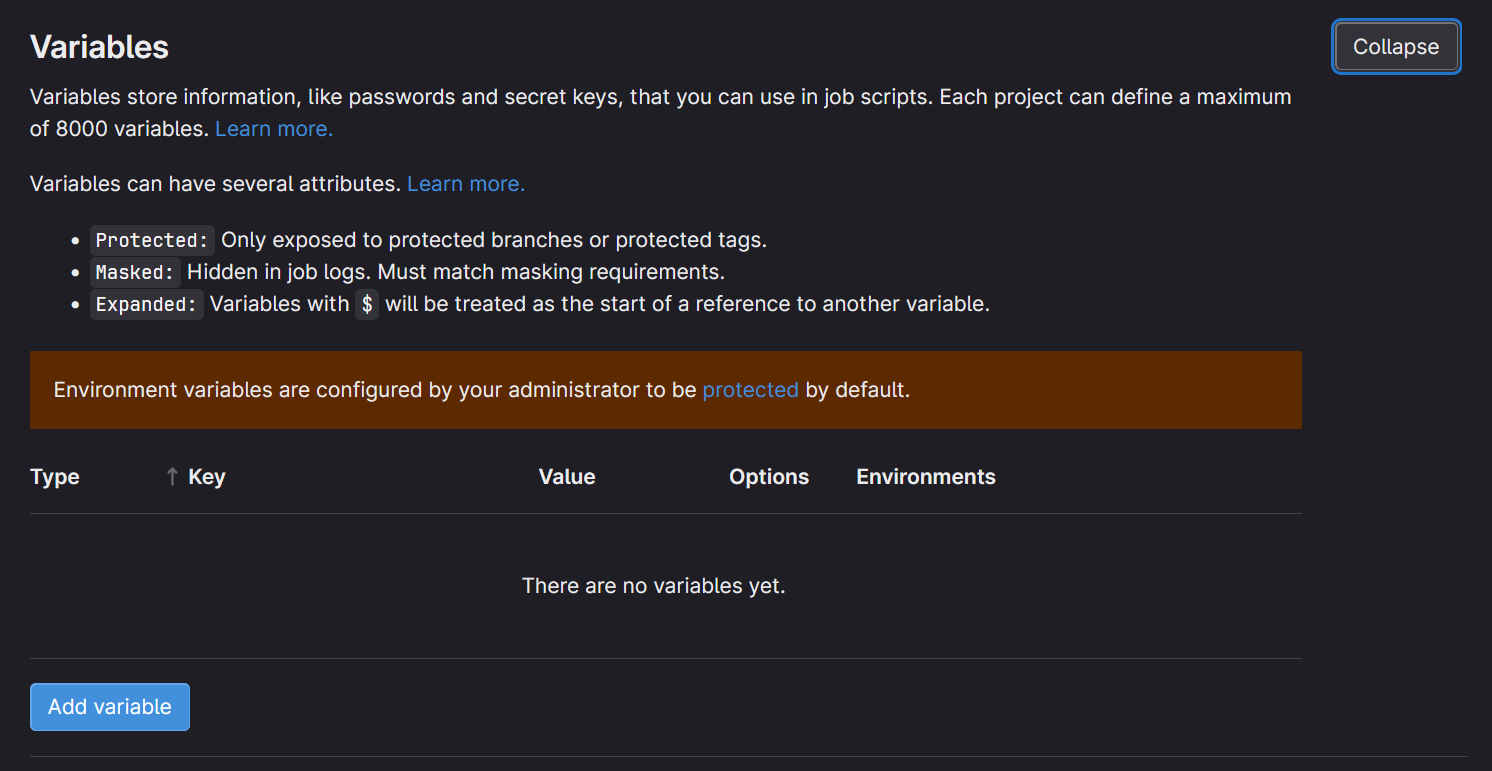 Variables
Collapse
Variables store information, like passwords and secret keys, that you can use in job scripts. Each project can define a maximum
of 8000 variables. Learn more.
Variables can have several attributes. Learn more.
• Protected: Only exposed to protected branches or protected tags.
• Masked: Hidden in job logs. Must match masking requirements.
• Expanded: Variables with $ will be treated as the start of a reference to another variable.
Environment variables are configured by your administrator to be protected by default.
Type ↑ Key Value Options Environments
There are no variables yet.
Add variable